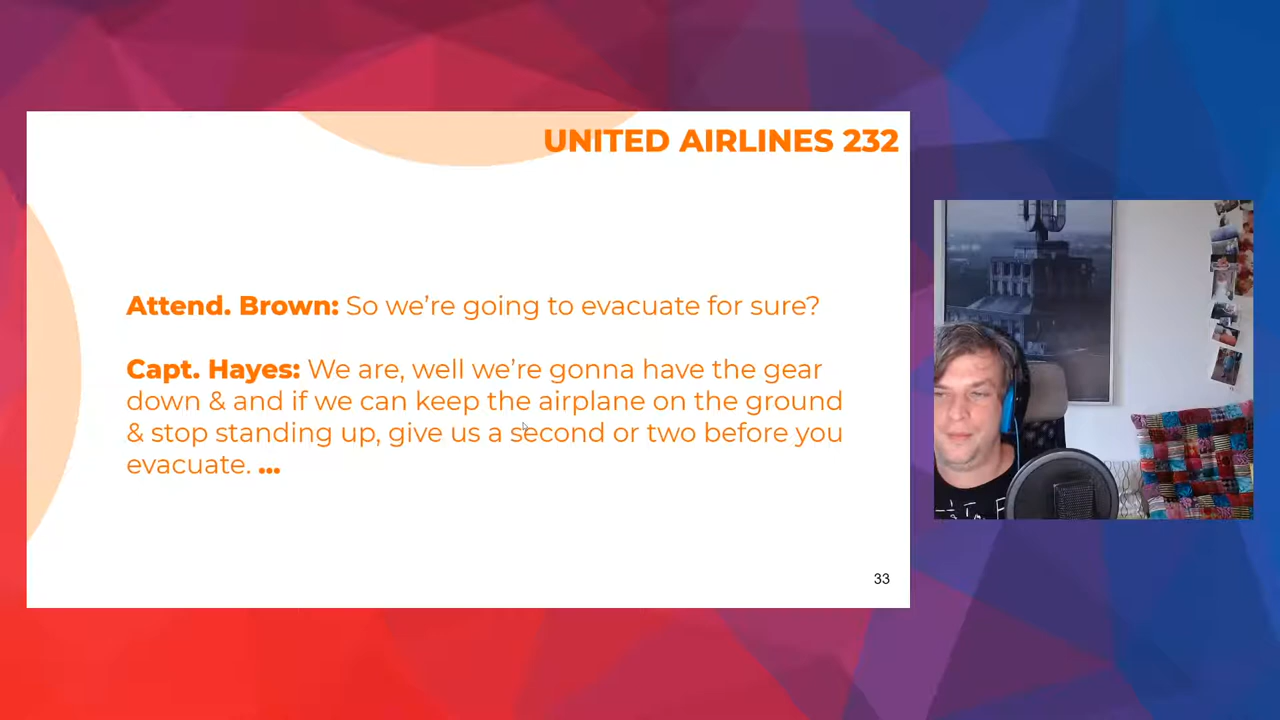 UNITED AIRLINES 232
Attend. Brown: So we’re going to evacuate for sure?
Capt. Hayes: We are, well we’re gonna have the gear
down & and if we can keep the airplane on the ground
& stop standing up, give us a second or two before you
evacuate. ...
33